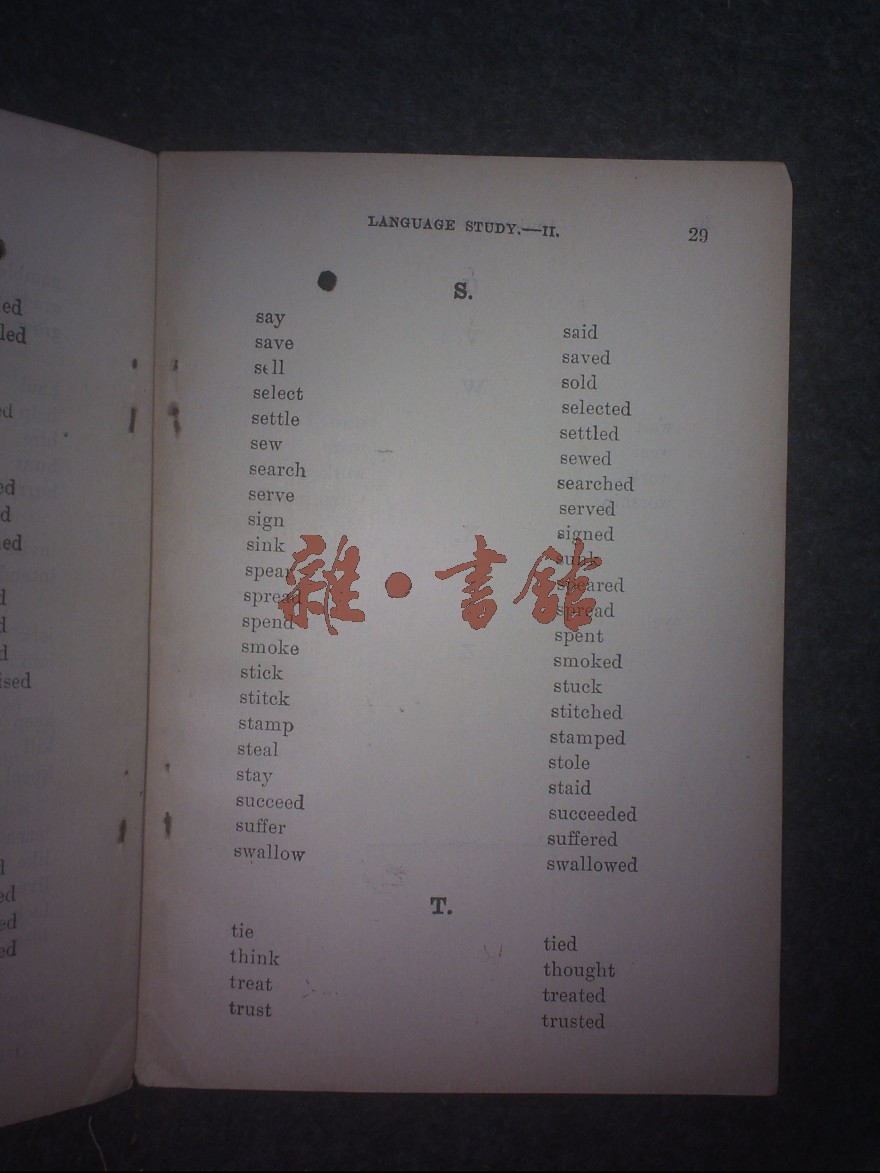 LANGUAGE STUDY.—II. 29
S.
say said
save saved
sell sold
select selected
settle settled
sew sewed
search searched
serve served
sign signed
sink sunk
spear speared
spread spread
spend spent
smoke smoked
stick stuck
stitck stitched
stamp stamped
steal stole
stay staid
succeed succeeded
suffer suffered
swallow swallowed
T.
tie tied
think thought
treat treated
trust trusted
雜·書館